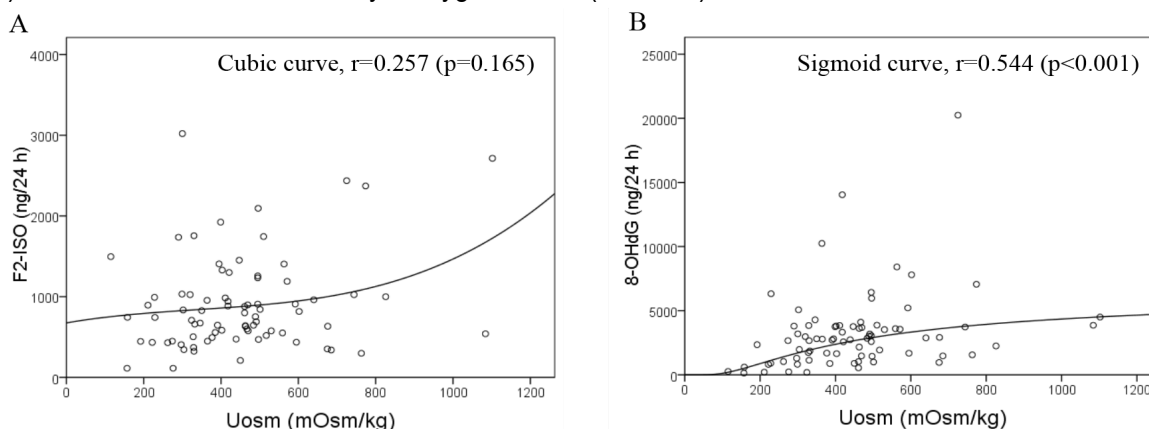 A
Cubic curve, r=0.257 (p=0.165)
F2-ISO (ng/24 h)
4000
3000
2000
1000
0
0 200 400 600 800 1000 1200
Uosm (mOsm/kg)
B
Sigmoid curve, r=0.544 (p<0.001)
8-OHdG (ng/24 h)
25000
20000
15000
10000
5000
0
0 200 400 600 800 1000
Uosm (mOsm/kg)